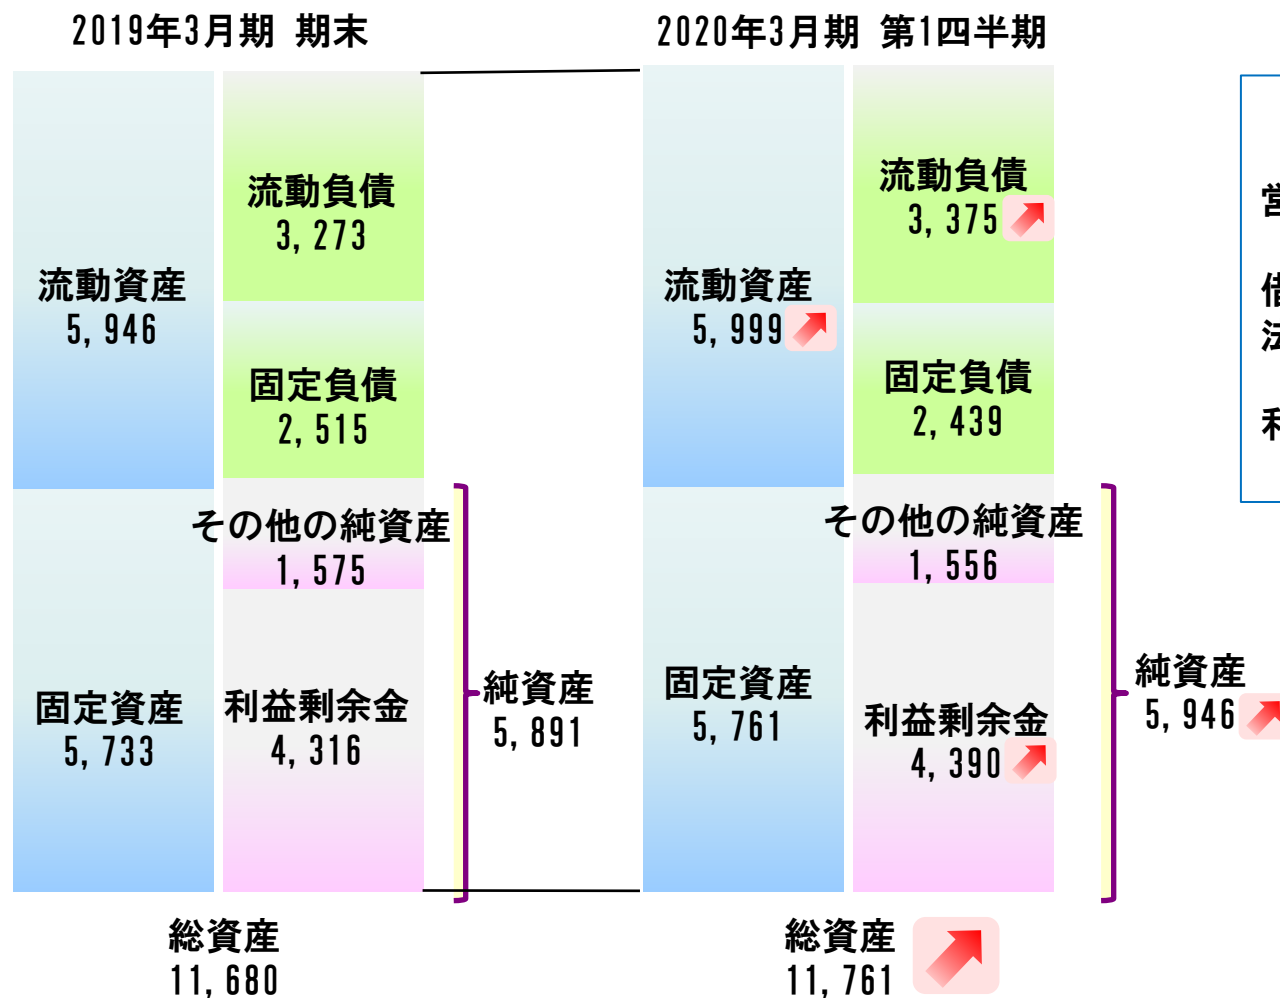 2019年3月期 期末
流動資産
5,946
固定資産
5,733
流動負債
3,273
固定負債
2,515
その他の純資産
1,575
利益剰余金
4,316
純資産
5,891
総資産
11,680
2020年3月期 第1四半期
流動資産
5,999
固定資産
5,761
流動負債
3,375
固定負債
2,439
その他の純資産
1,556
利益剰余金
4,390
純資産
5,946
総資産
11,761